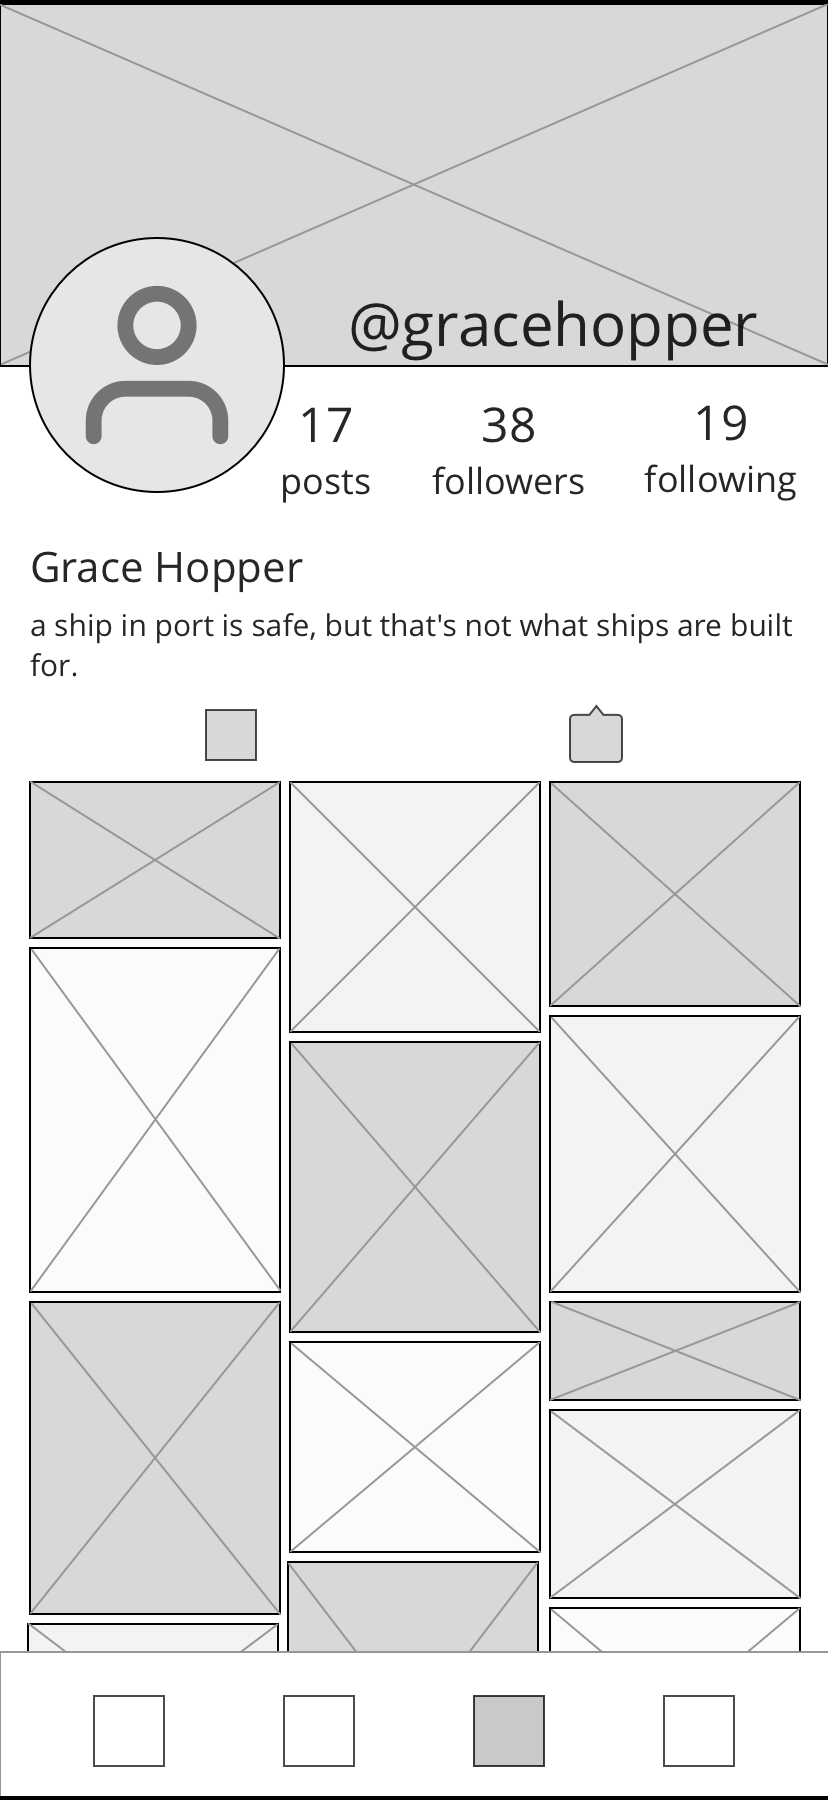 @gracehopper
17 38 19
posts followers following
Grace Hopper
a ship in port is safe, but that's not what ships are built
for.